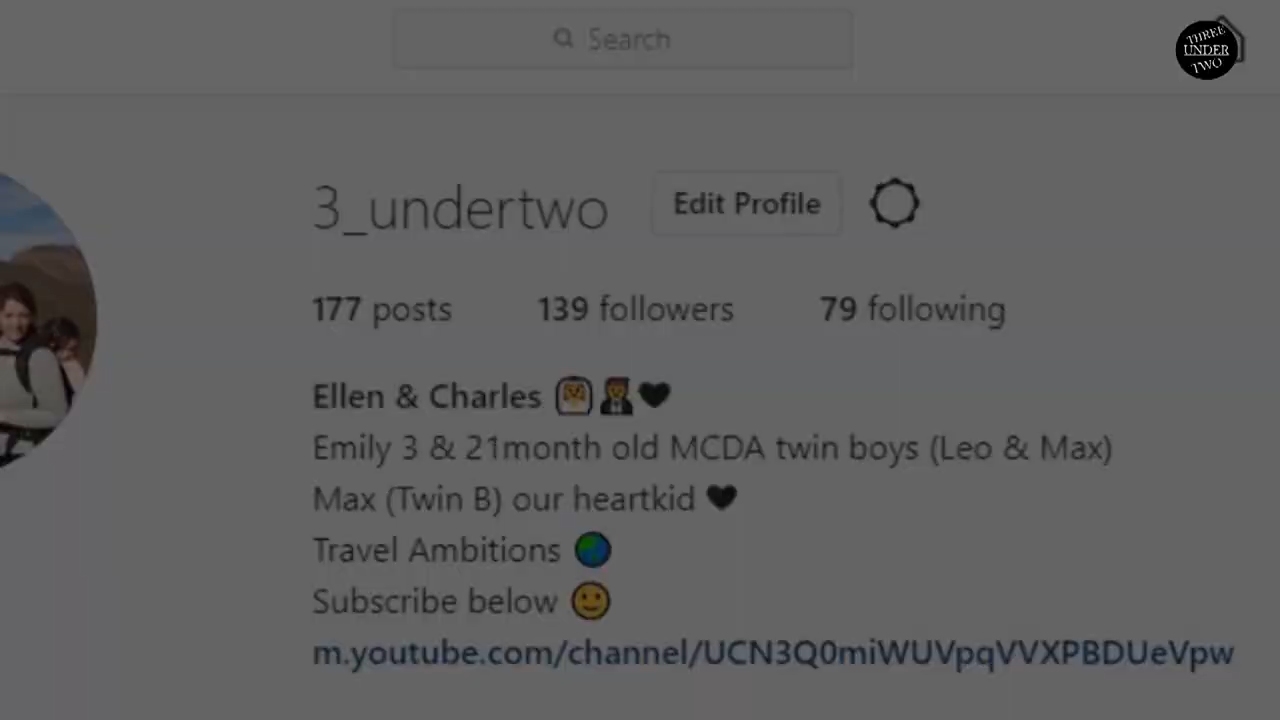 Search
THREE
UNDER
TWO
3_undertwo
Edit Profile
177 posts 139 followers 79 following
Ellen & Charles 👰🤵🖤
Emily 3 & 21month old MCDA twin boys (Leo & Max)
Max (Twin B) our heartkid 🖤
Travel Ambitions 🌏
Subscribe below 🙂
m.youtube.com/channel/UCN3Q0miWUVpqVVXPBDUeVpw